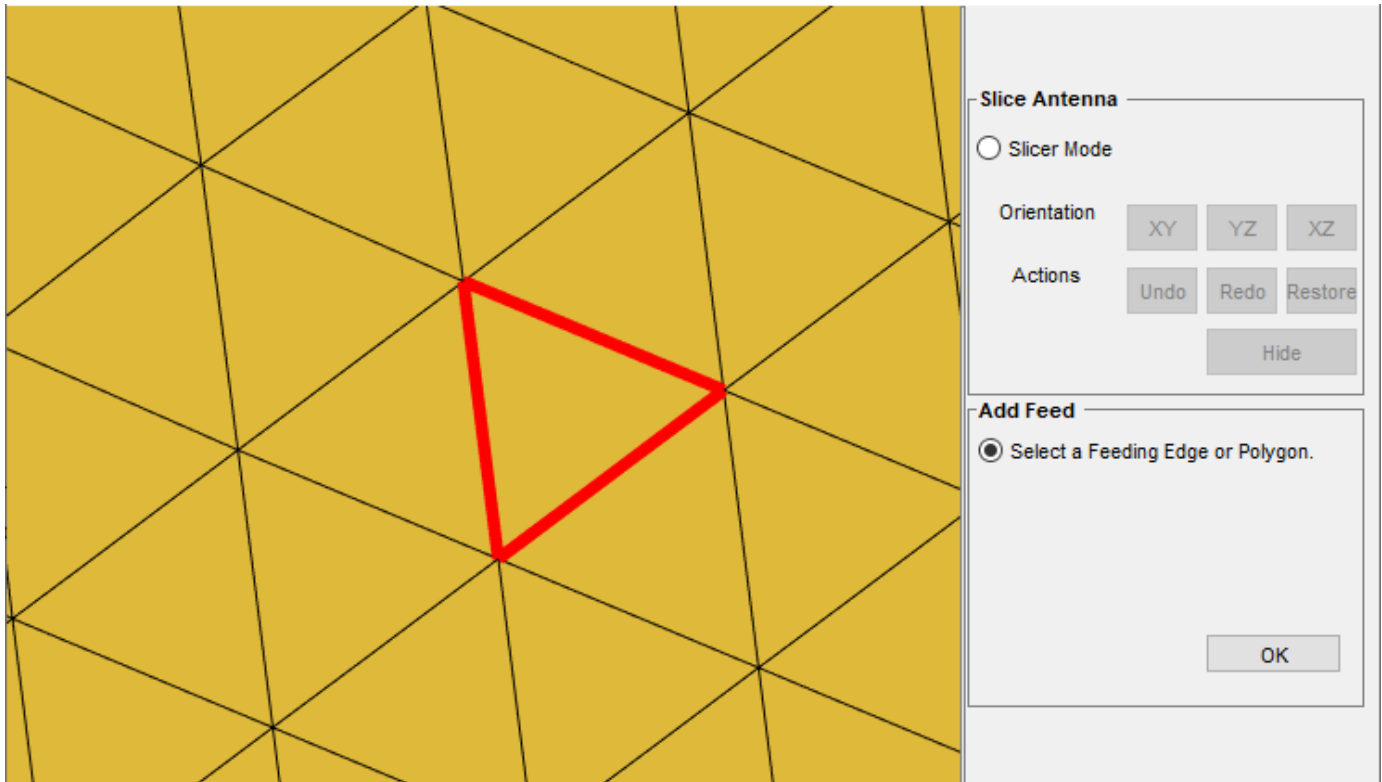 Slice Antenna
Slicer Mode
Orientation
XY YZ XZ
Actions
Undo Redo Restore
Hide
Add Feed
Select a Feeding Edge or Polygon.
OK